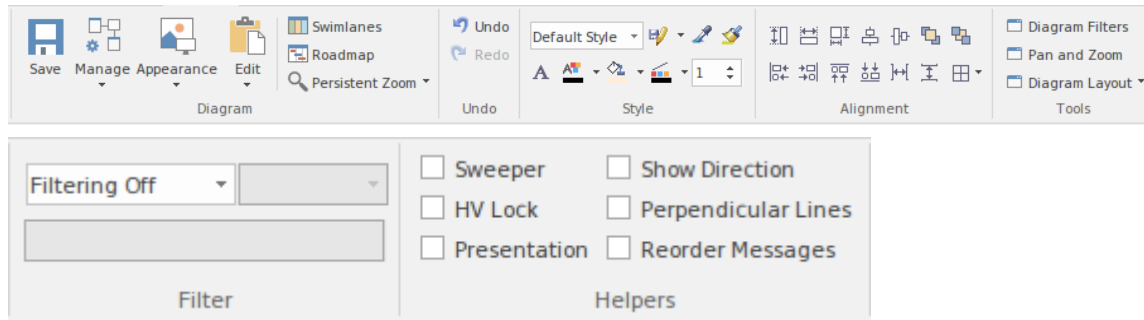 Save Manage Appearance Edit
Swimlanes
Roadmap
Persistent Zoom
Diagram
Undo
Redo
Undo
Default Style
A
1
Style
Alignment
Diagram Filters
Pan and Zoom
Diagram Layout
Tools
Filtering Off
Filter
Sweeper Show Direction
HV Lock Perpendicular Lines
Presentation Reorder Messages
Helpers